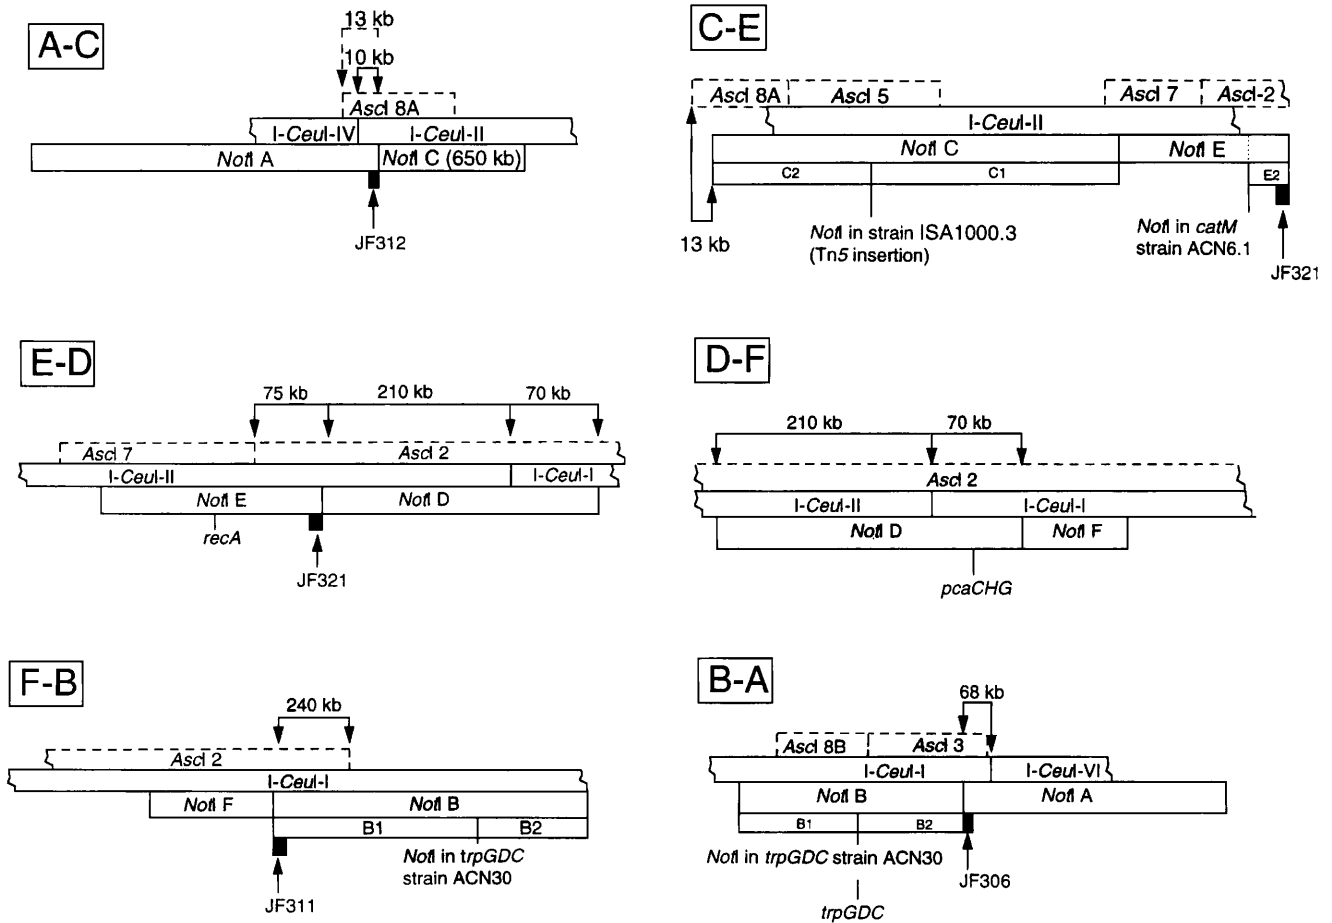 A-C
13 kb
10 kb
AscI 8A
I-CeuI-IV
I-CeuI-II
NotI A
NotI C (650 kb)
JF312
C-E
AscI 8A
AscI 5
AscI 7
AscI-2
I-CeuI-II
NotI C
NotI E
C2
C1
E2
13 kb
NotI in strain ISA1000.3
(Tn5 insertion)
NotI in catM
strain ACN6.1
JF321
E-D
75 kb
210 kb
70 kb
AscI 7
AscI 2
I-CeuI-II
I-CeuI-I
NotI E
NotI D
recA
JF321
D-F
210 kb
70 kb
AscI 2
I-CeuI-II
I-CeuI-I
NotI D
NotI F
pcaCHG
F-B
240 kb
AscI 2
I-CeuI-I
NotI F
NotI B
B1
B2
NotI in trpGDC
strain ACN30
JF311
B-A
68 kb
AscI 8B
AscI 3
I-CeuI-I
I-CeuI-VI
NotI B
NotI A
B1
B2
NotI in trpGDC strain ACN30
JF306
trpGDC